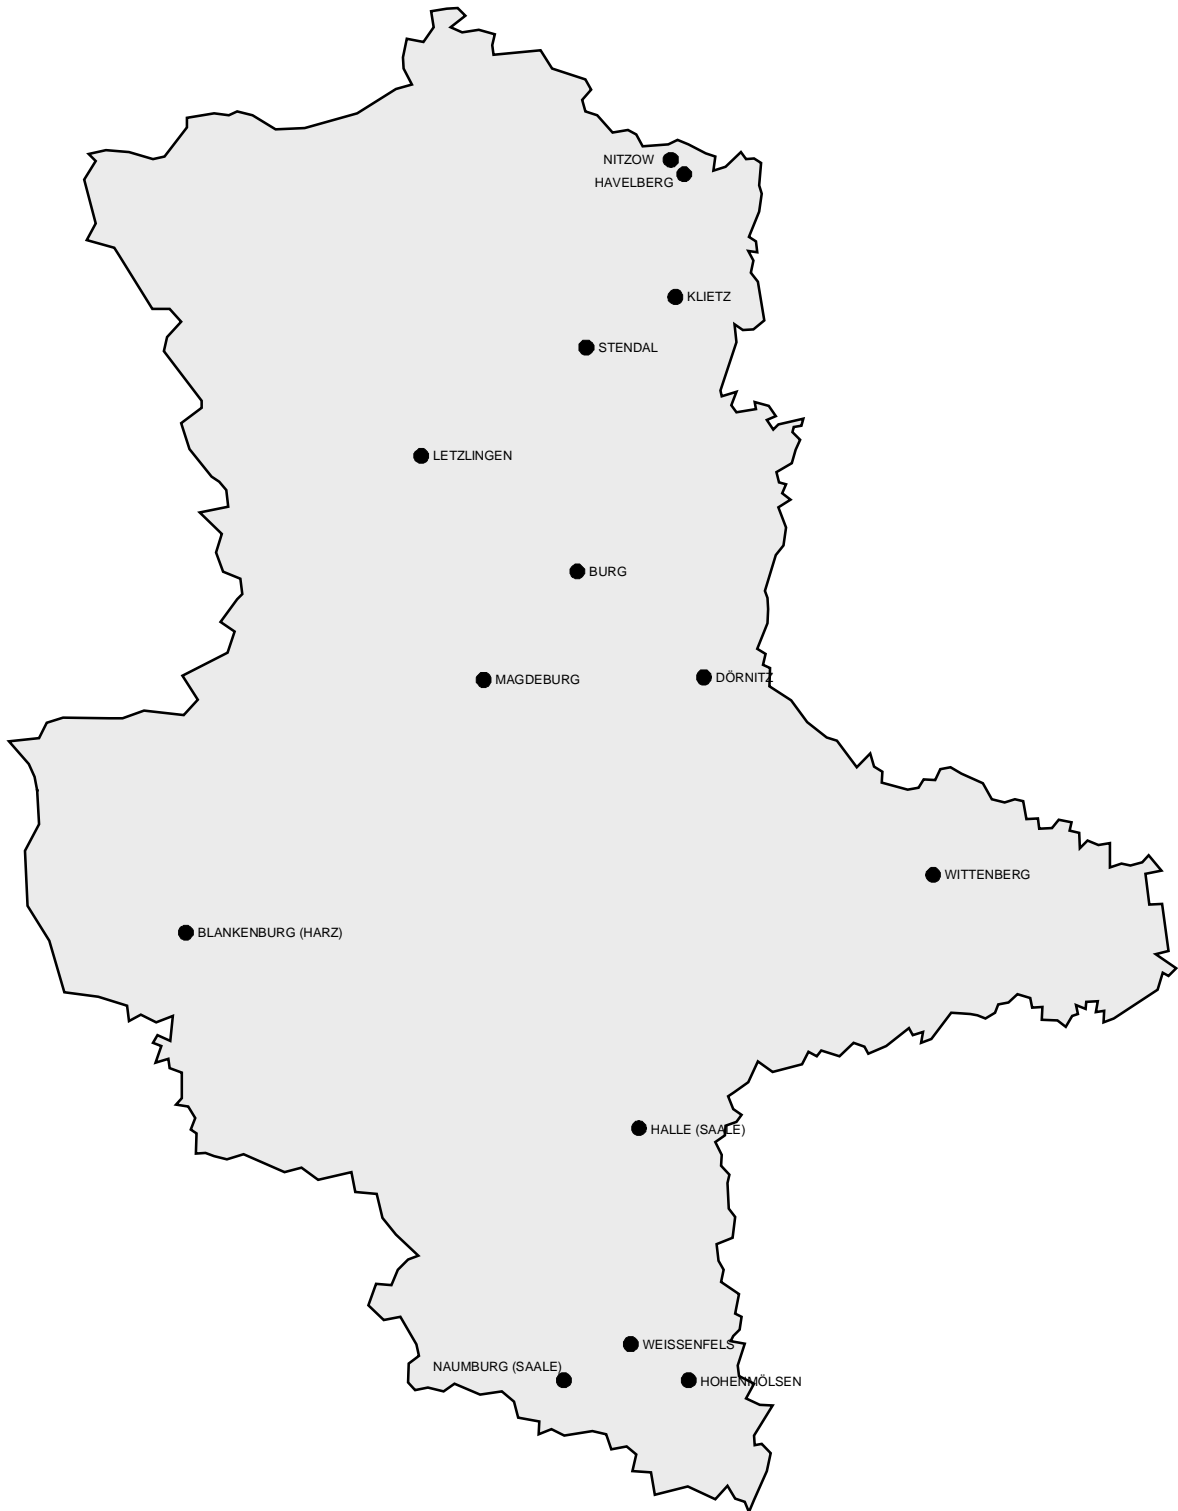 NITZOW
HAVELBERG
KLIETZ
STENDAL
LETZLINGEN
BURG
MAGDEBURG
DÖRNITZ
WITTENBERG
BLANKENBURG (HARZ)
HALLE (SAALE)
WEISSENFELS
NAUMBURG (SAALE)
HOHENMÖLSEN